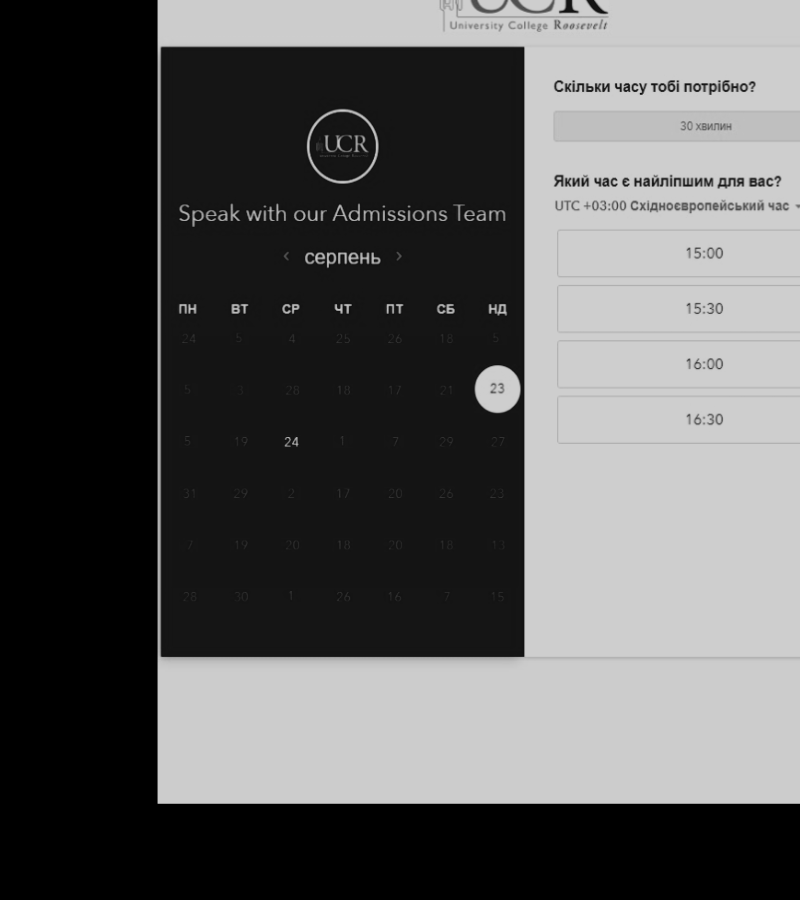 UCR
University College Roosevelt
UCR
Speak with our Admissions Team
‹ серпень ›
ПН ВТ СР ЧТ ПТ СБ НД
24 5 4 25 26 18 5
5 28 18 17 21 23
5 19 24 1 7 29 27
31 29 2 17 20 26 23
7 19 20 18 20 18 13
28 30 1 26 16 7 15
Скільки часу тобі потрібно?
30 хвилин
Який час є найліпшим для вас?
UTC +03:00 Східноєвропейський час
15:00
15:30
16:00
16:30